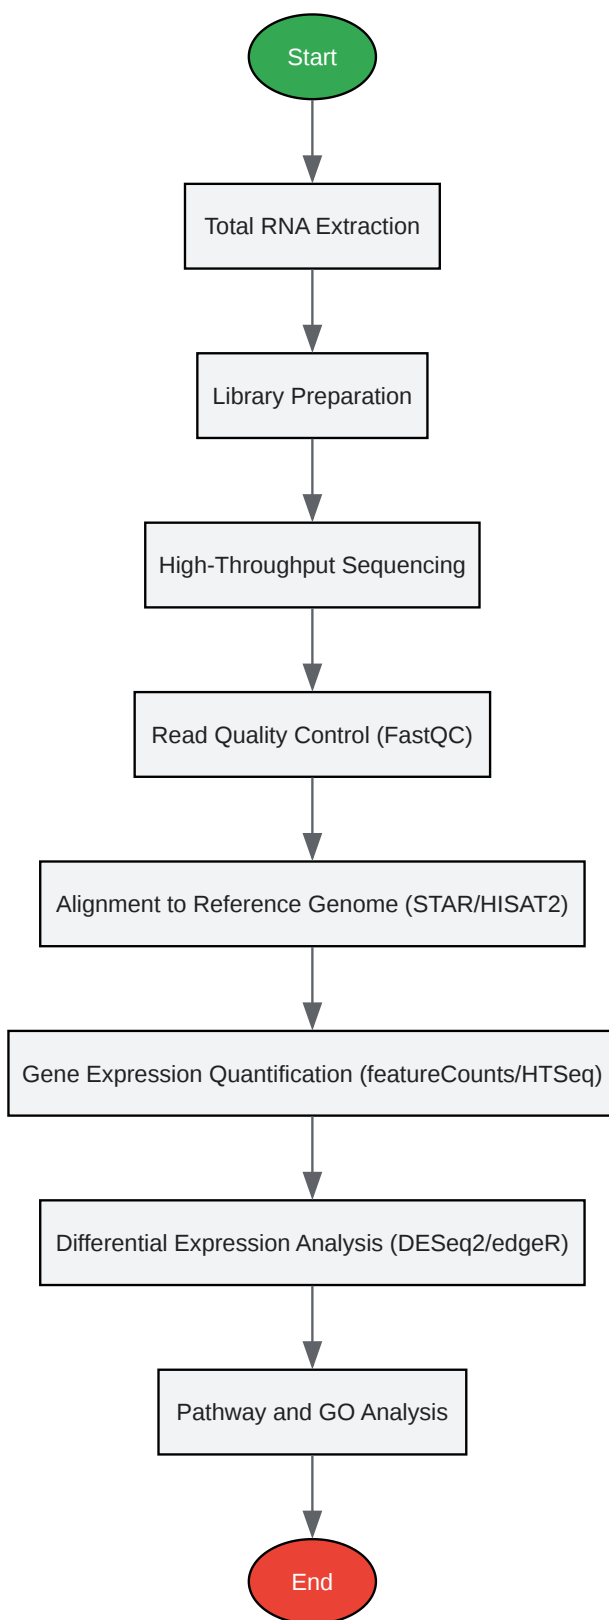 Start
Total RNA Extraction
Library Preparation
High-Throughput Sequencing
Read Quality Control (FastQC)
Alignment to Reference Genome (STAR/HISAT2)
Gene Expression Quantification (featureCounts/HTSeq)
Differential Expression Analysis (DESeq2/edgeR)
Pathway and GO Analysis
End